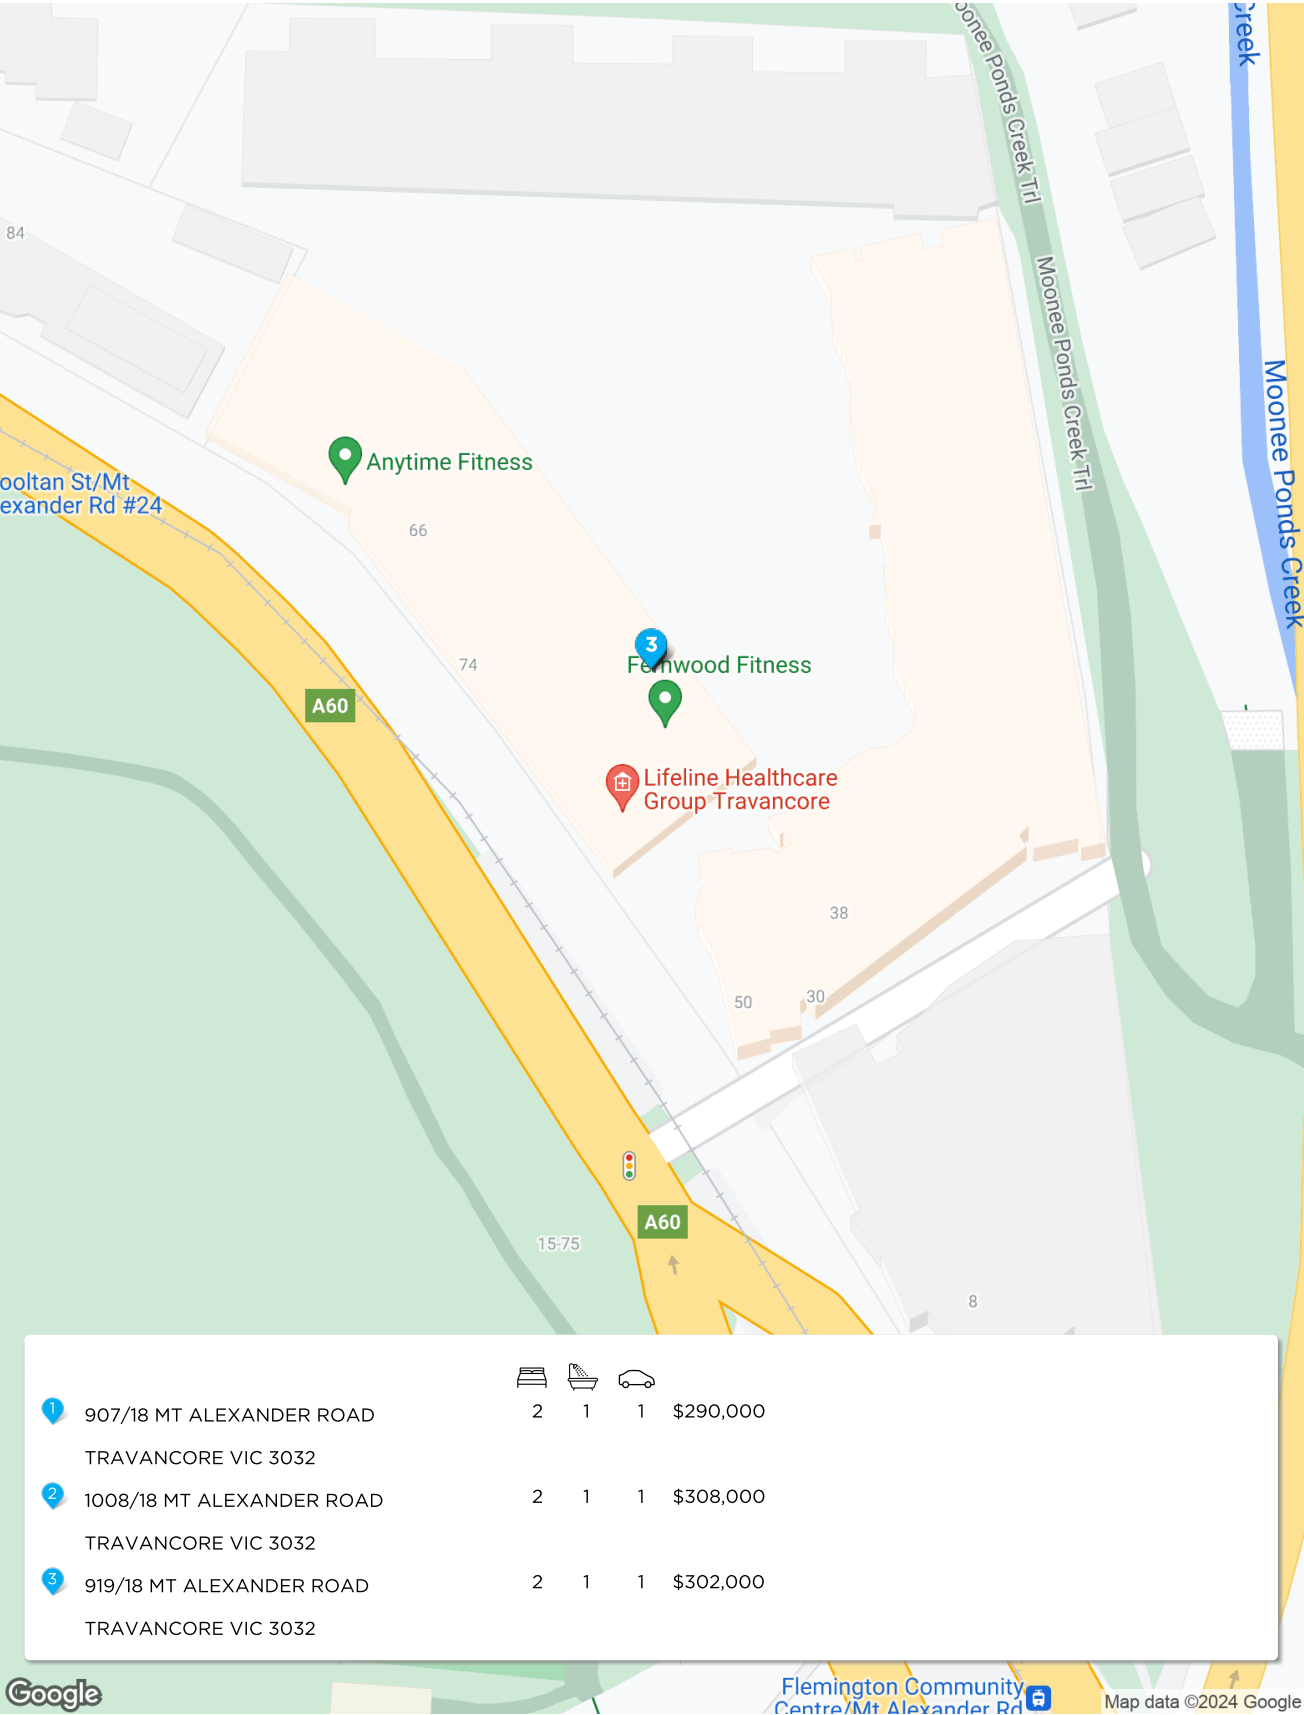 Creek
Moonee Ponds Creek Trl
84
Moonee Ponds Creek Trl
Moonee Ponds Creek
Anytime Fitness
ooltan St/Mt
exander Rd #24
66
3
Fernwood Fitness
74
A60
Lifeline Healthcare
Group Travancore
38
50
30
A60
15-75
8
1 907/18 MT ALEXANDER ROAD 2 1 1 $290,000
TRAVANCORE VIC 3032
2 1008/18 MT ALEXANDER ROAD 2 1 1 $308,000
TRAVANCORE VIC 3032
3 919/18 MT ALEXANDER ROAD 2 1 1 $302,000
TRAVANCORE VIC 3032
Google
Flemington Community
Centre/Mt Alexander Rd
Map data ©2024 Google